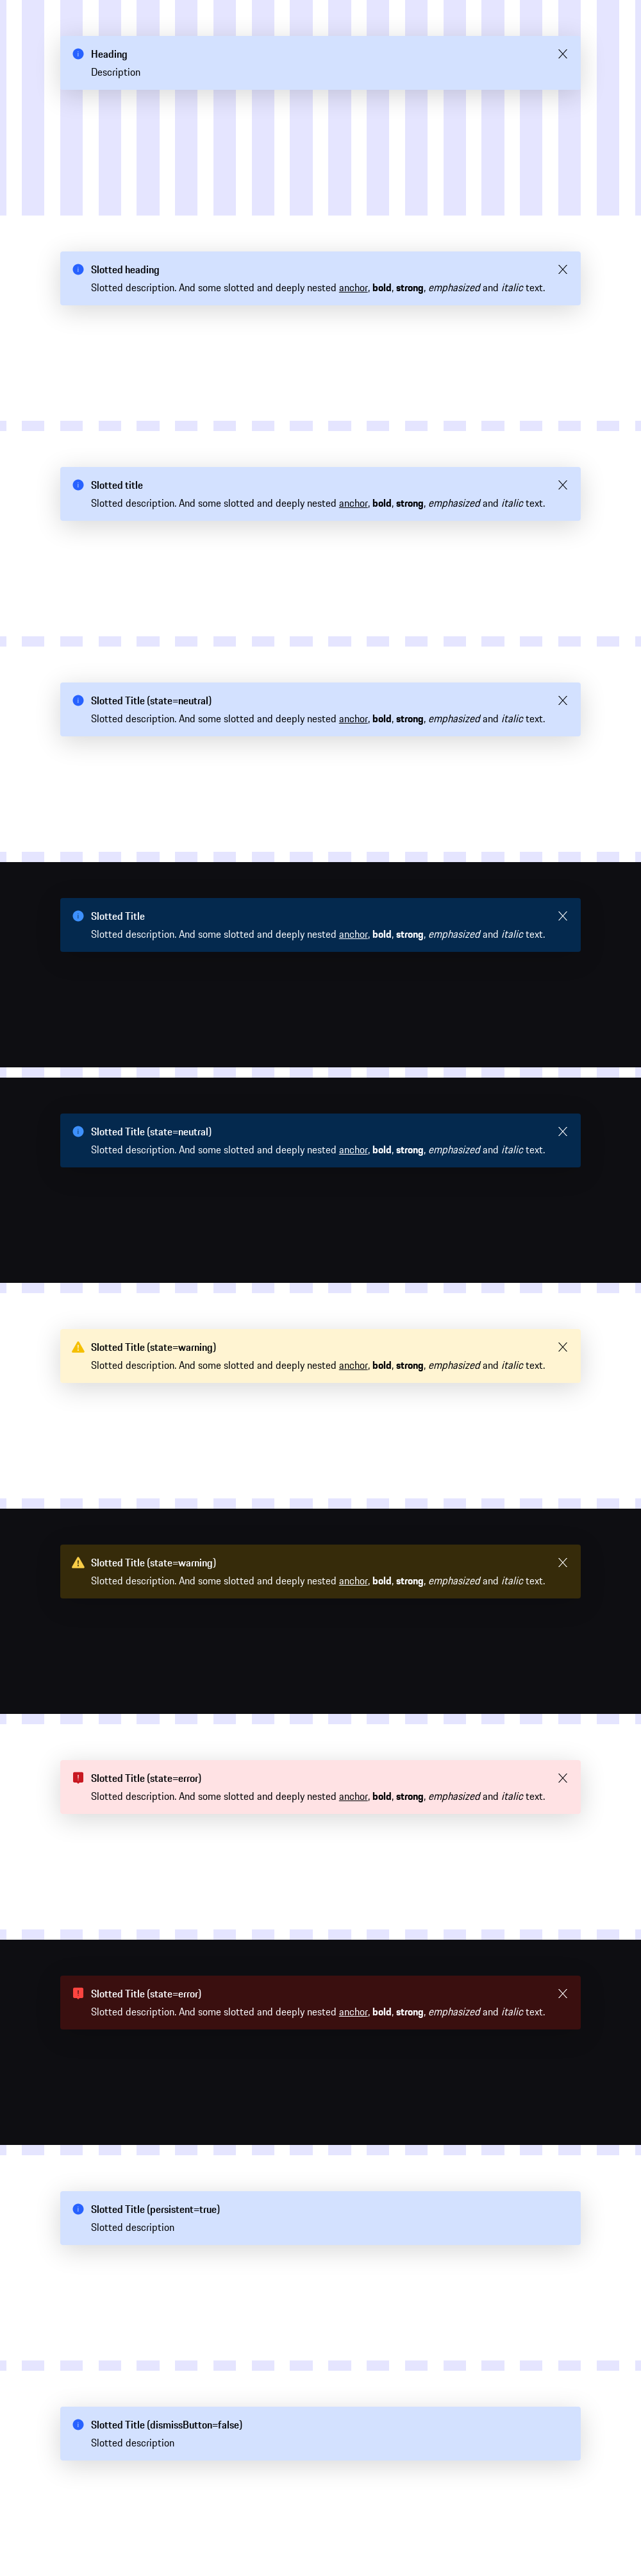 Heading
Description
Slotted heading
Slotted description. And some slotted and deeply nested anchor, bold, strong, emphasized and italic text.
Slotted title
Slotted description. And some slotted and deeply nested anchor, bold, strong, emphasized and italic text.
Slotted Title (state=neutral)
Slotted description. And some slotted and deeply nested anchor, bold, strong, emphasized and italic text.
Slotted Title
Slotted description. And some slotted and deeply nested anchor, bold, strong, emphasized and italic text.
Slotted Title (state=neutral)
Slotted description. And some slotted and deeply nested anchor, bold, strong, emphasized and italic text.
Slotted Title (state=warning)
Slotted description. And some slotted and deeply nested anchor, bold, strong, emphasized and italic text.
Slotted Title (state=warning)
Slotted description. And some slotted and deeply nested anchor, bold, strong, emphasized and italic text.
Slotted Title (state=error)
Slotted description. And some slotted and deeply nested anchor, bold, strong, emphasized and italic text.
Slotted Title (state=error)
Slotted description. And some slotted and deeply nested anchor, bold, strong, emphasized and italic text.
Slotted Title (persistent=true)
Slotted description
Slotted Title (dismissButton=false)
Slotted description